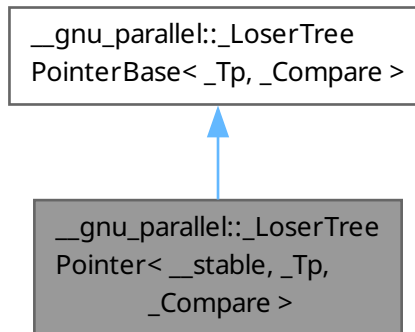 __gnu_parallel::_LoserTree
PointerBase< _Tp, _Compare >
__gnu_parallel::_LoserTree
Pointer< __stable, _Tp,
_Compare >